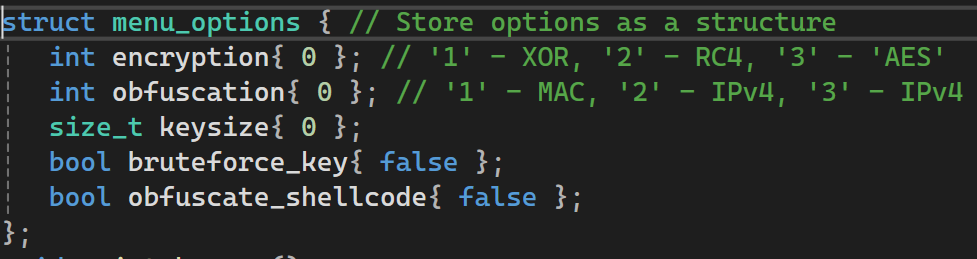 struct menu_options { // Store options as a structure
int encryption{ 0 }; // '1' - XOR, '2' - RC4, '3' - 'AES'
int obfuscation{ 0 }; // '1' - MAC, '2' - IPv4, '3' - IPv4
size_t keysize{ 0 };
bool bruteforce_key{ false };
bool obfuscate_shellcode{ false };
};